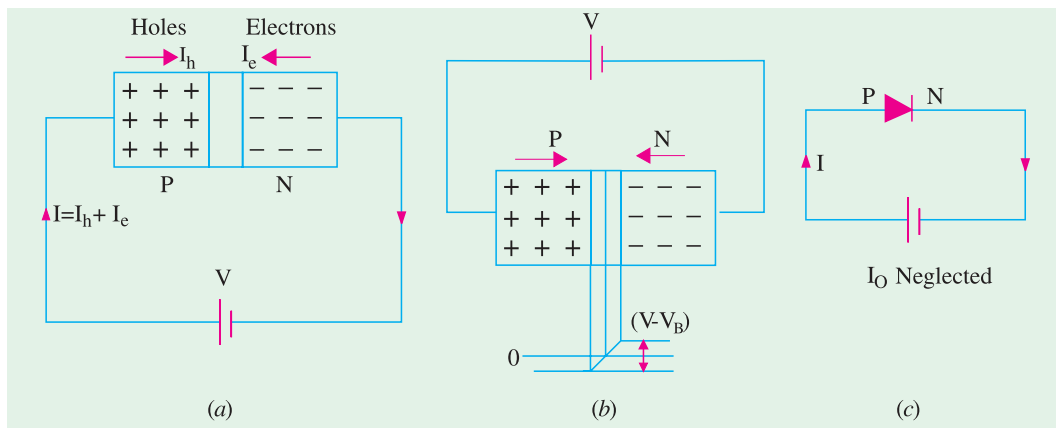 Holes Electrons
I_h I_e
+ + + − − −
+ + + − − −
+ + + − − −
P N
I=I_h+ I_e
V
(a)
V
P N
+ + + − − −
+ + + − − −
+ + + − − −
(V-V_B)
0
(b)
P N
I
I_O Neglected
(c)